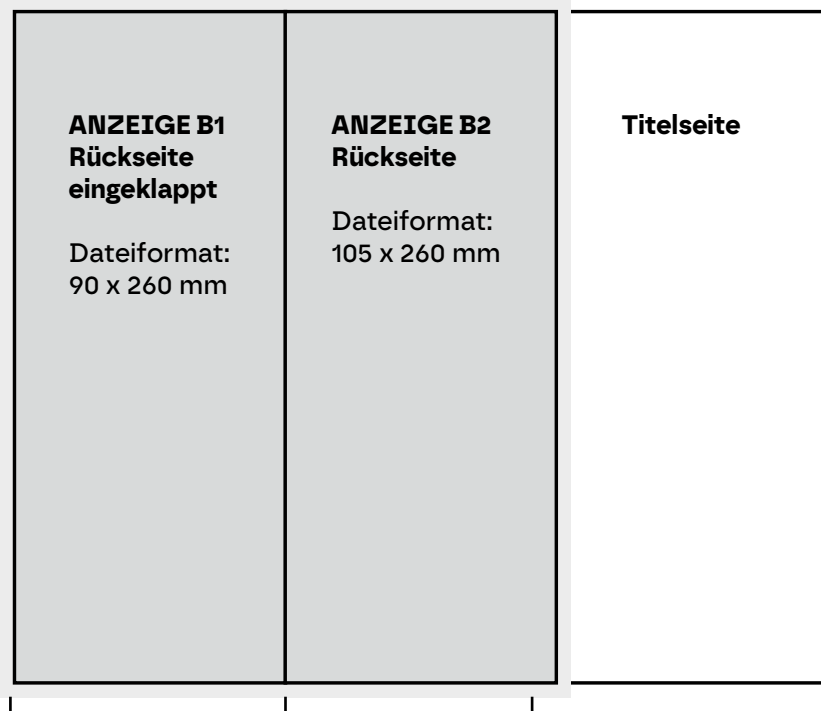 ANZEIGE B1
Rückseite
eingeklappt
Dateiformat:
90 x 260 mm
ANZEIGE B2
Rückseite
Dateiformat:
105 x 260 mm
Titelseite